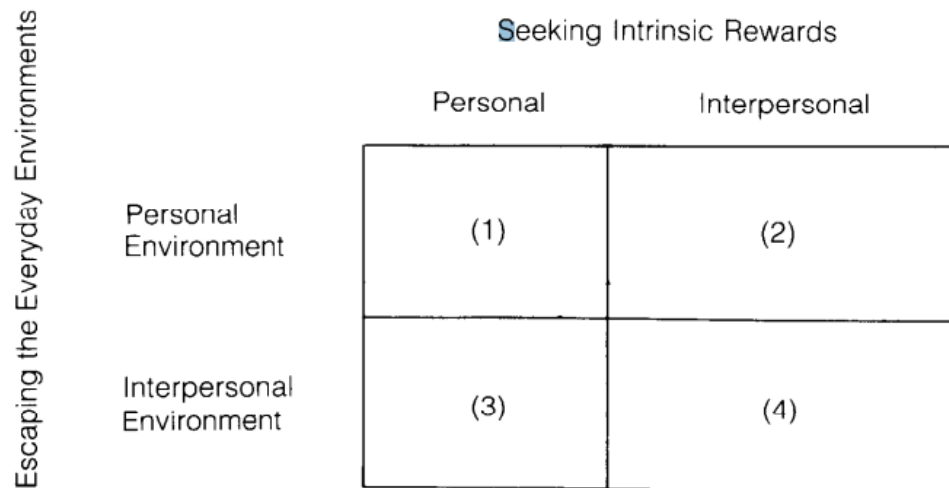 Seeking Intrinsic Rewards
Personal Interpersonal
Escaping the Everyday Environments
Personal
Environment
(1) (2)
Interpersonal
Environment
(3) (4)